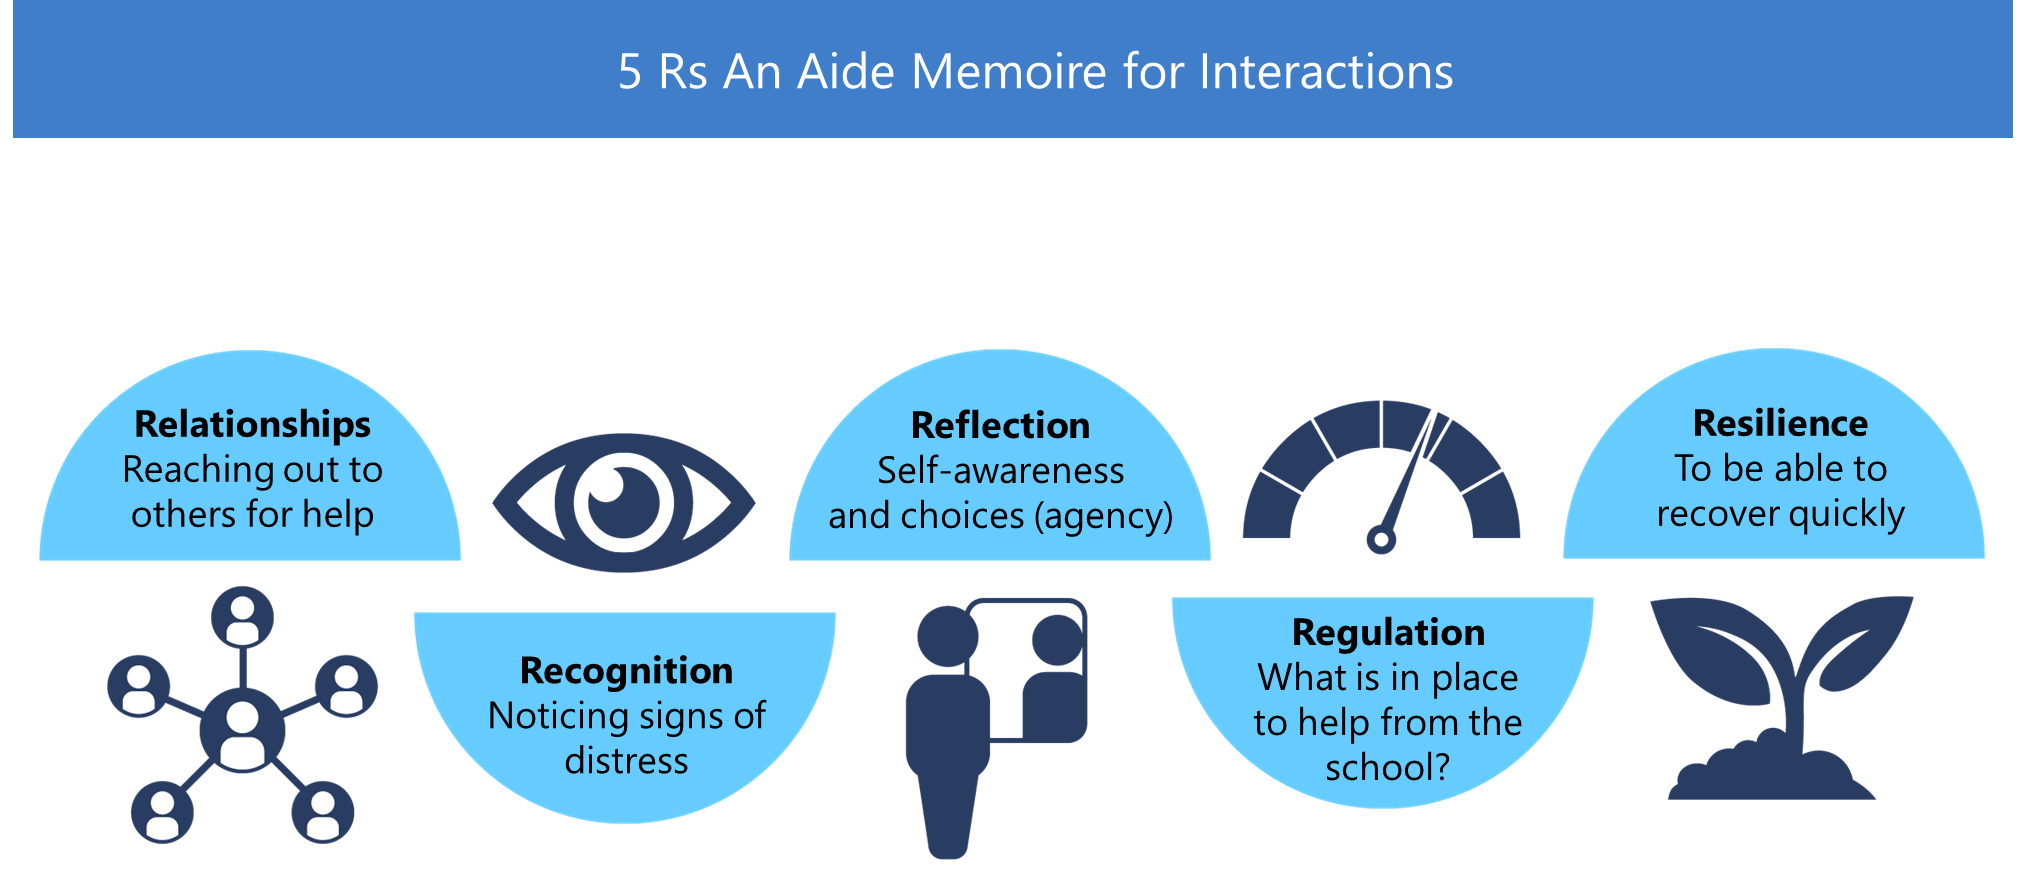 5 Rs An Aide Memoire for Interactions
Relationships
Reaching out to
others for help
Recognition
Noticing signs of
distress
Reflection
Self-awareness
and choices (agency)
Regulation
What is in place
to help from the
school?
Resilience
To be able to
recover quickly